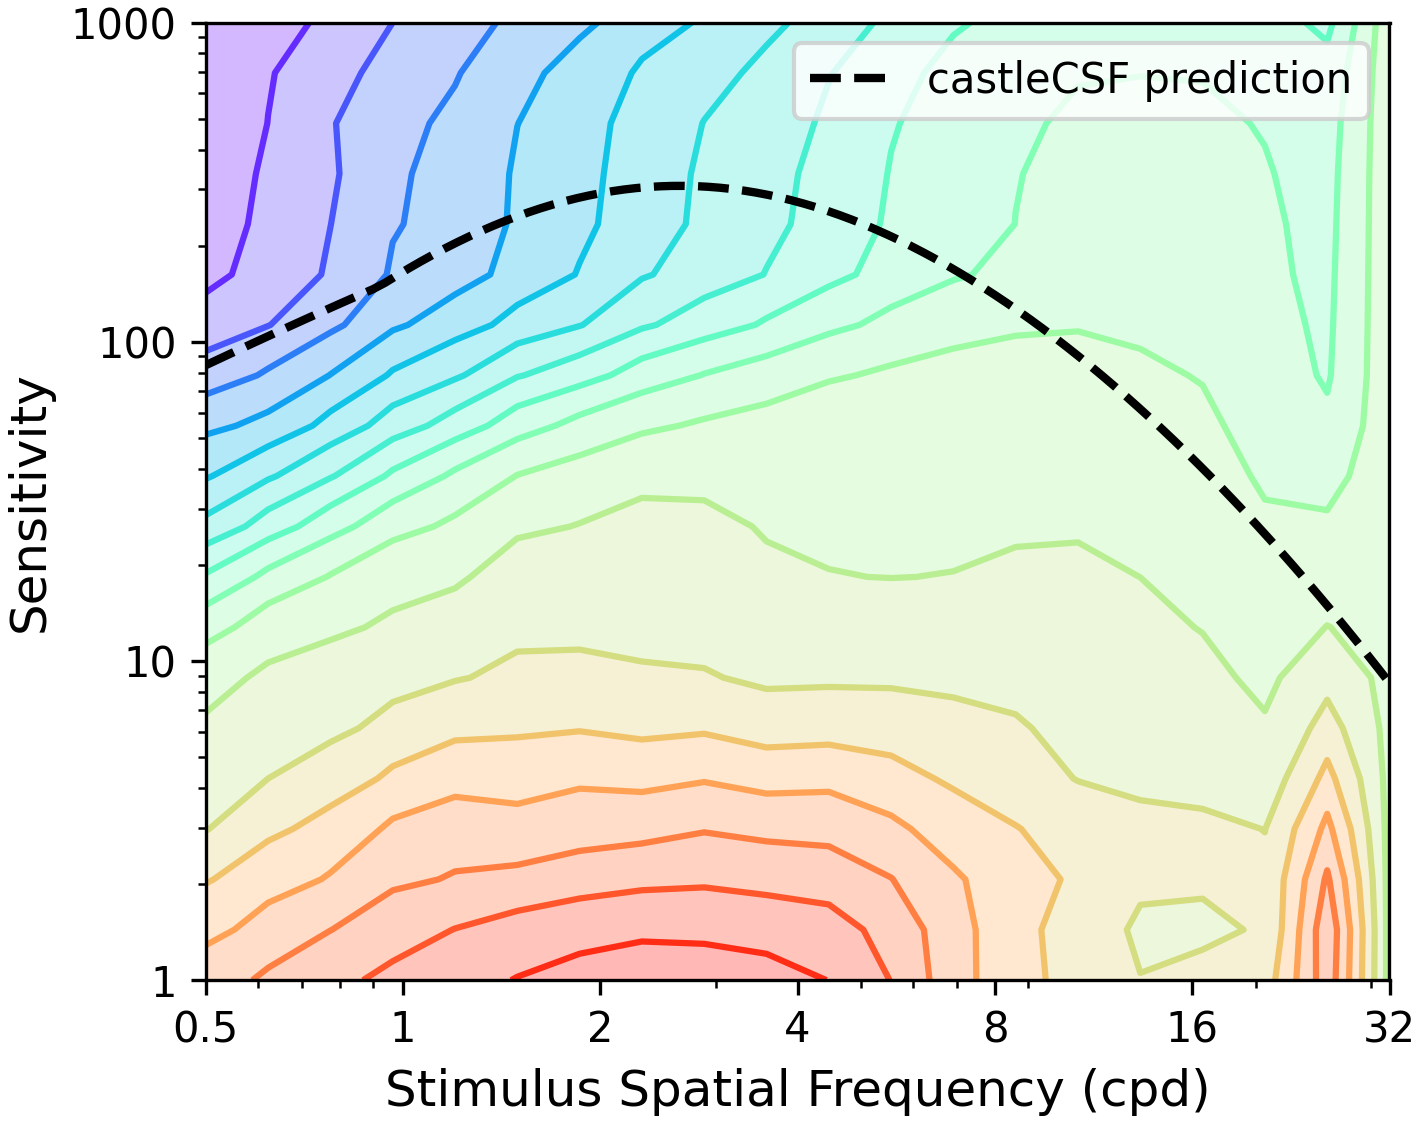 1000
100
10
1
Sensitivity
castleCSF prediction
0.5 1 2 4 8 16 32
Stimulus Spatial Frequency (cpd)